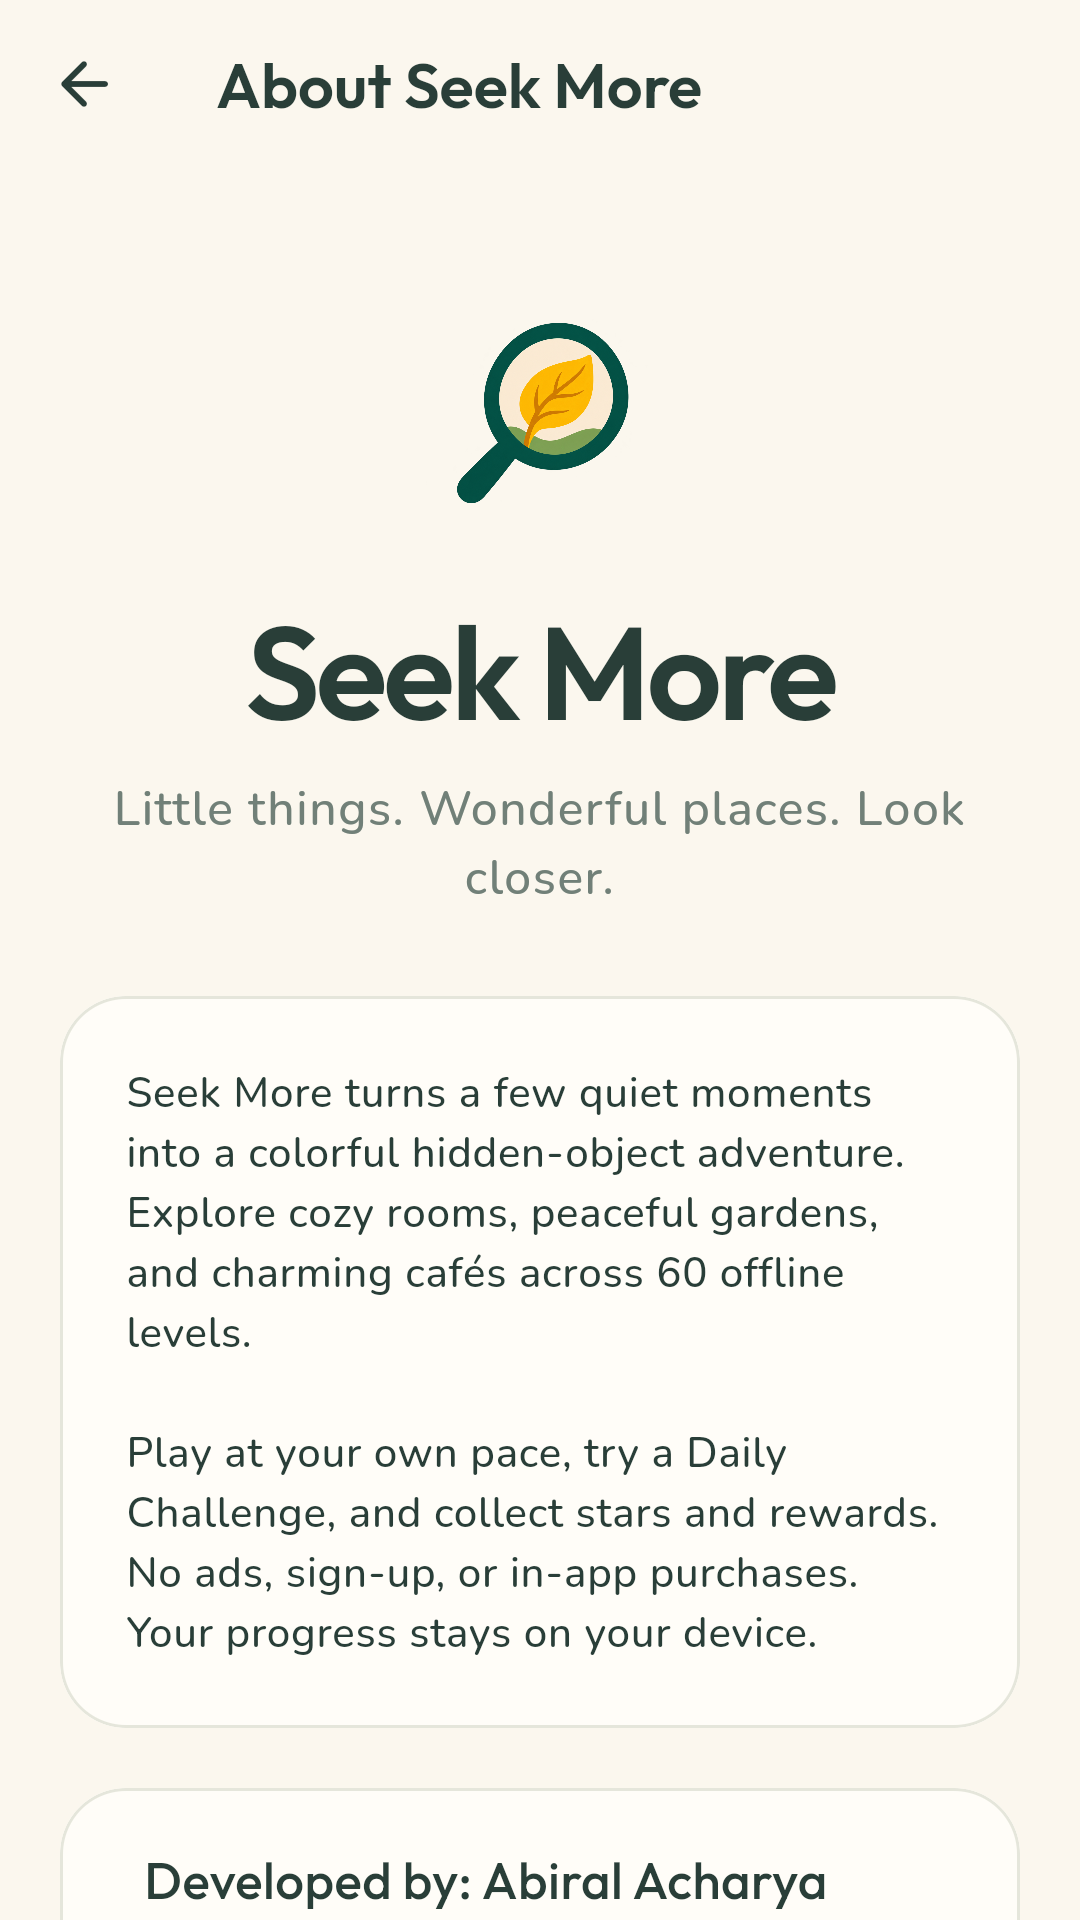 About Seek More
Seek More
Little things. Wonderful places. Look
closer.
Seek More turns a few quiet moments
into a colorful hidden-object adventure.
Explore cozy rooms, peaceful gardens,
and charming cafés across 60 offline
levels.
Play at your own pace, try a Daily
Challenge, and collect stars and rewards.
No ads, sign-up, or in-app purchases.
Your progress stays on your device.
Developed by: Abiral Acharya